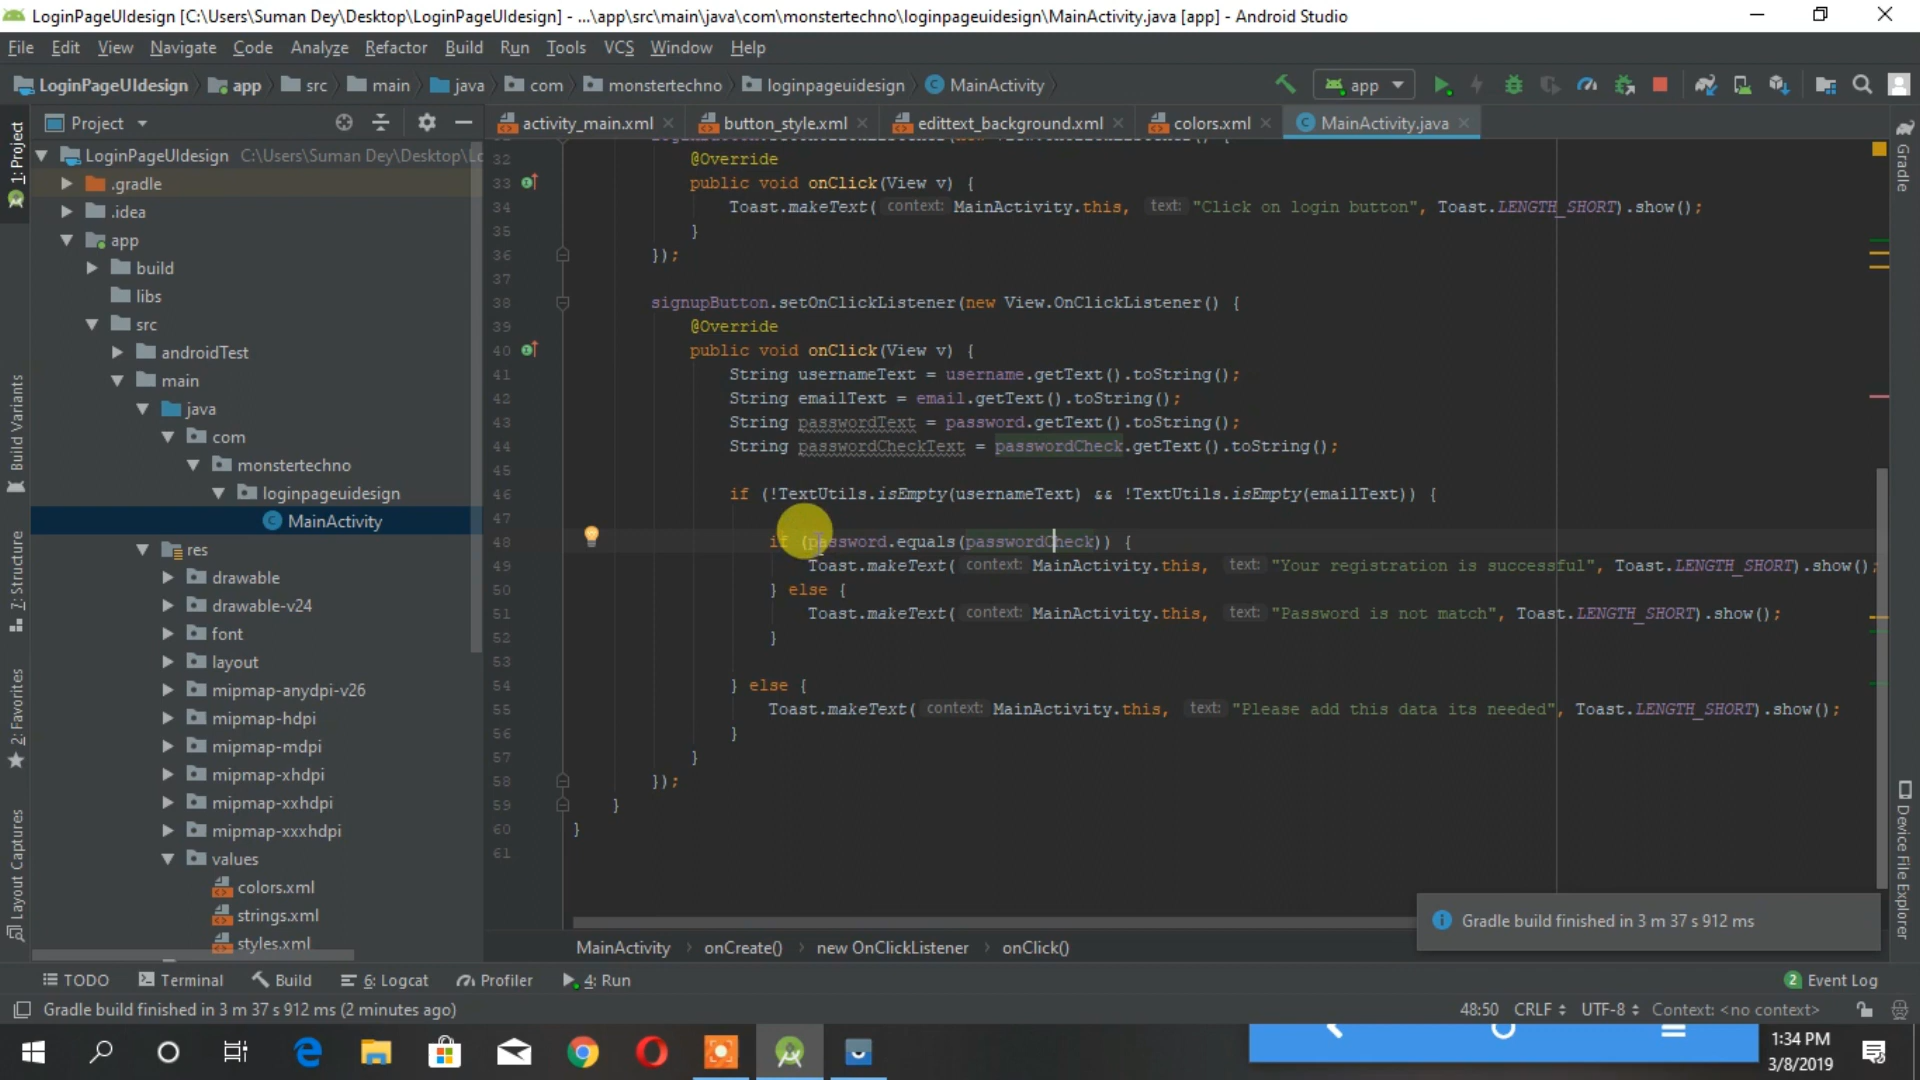 LoginPageUIdesign [C:\Users\Suman Dey\Desktop\LoginPageUIdesign] - ...\app\src\main\java\com\monstertechno\loginpageuidesign\MainActivity.java [app] - Android Studio
File Edit View Navigate Code Analyze Refactor Build Run Tools VCS Window Help
LoginPageUIdesign app src main java com monstertechno loginpageuidesign MainActivity app
Project activity_main.xml button_style.xml edittext_background.xml colors.xml MainActivity.java
1: Project
Build Variants
7: Structure
2: Favorites
Layout Captures
LoginPageUIdesign C:\Users\Suman Dey\Desktop\Lo
.gradle
.idea
app
build
libs
src
androidTest
main
java
com
monstertechno
loginpageuidesign
MainActivity
res
drawable
drawable-v24
font
layout
mipmap-anydpi-v26
mipmap-hdpi
mipmap-mdpi
mipmap-xhdpi
mipmap-xxhdpi
mipmap-xxxhdpi
values
colors.xml
strings.xml
styles.xml
32 @Override
33 public void onClick(View v) {
34 Toast.makeText( context: MainActivity.this, text: "Click on login button", Toast.LENGTH_SHORT).show();
35 }
36 });
37
38 signupButton.setOnClickListener(new View.OnClickListener() {
39 @Override
40 public void onClick(View v) {
41 String usernameText = username.getText().toString();
42 String emailText = email.getText().toString();
43 String passwordText = password.getText().toString();
44 String passwordCheckText = passwordCheck.getText().toString();
45
46 if (!TextUtils.isEmpty(usernameText) && !TextUtils.isEmpty(emailText)) {
47
48 if (password.equals(passwordCheck)) {
49 Toast.makeText( context: MainActivity.this, text: "Your registration is successful", Toast.LENGTH_SHORT).show();
50 } else {
51 Toast.makeText( context: MainActivity.this, text: "Password is not match", Toast.LENGTH_SHORT).show();
52 }
53
54 } else {
55 Toast.makeText( context: MainActivity.this, text: "Please add this data its needed", Toast.LENGTH_SHORT).show();
56 }
57 }
58 });
59 }
60 }
61
Gradle
Device File Explorer
Gradle build finished in 3 m 37 s 912 ms
MainActivity onCreate() new OnClickListener onClick()
TODO Terminal Build 6: Logcat Profiler 4: Run 2 Event Log
Gradle build finished in 3 m 37 s 912 ms (2 minutes ago) 48:50 CRLF UTF-8 Context: <no context>
1:34 PM
3/8/2019